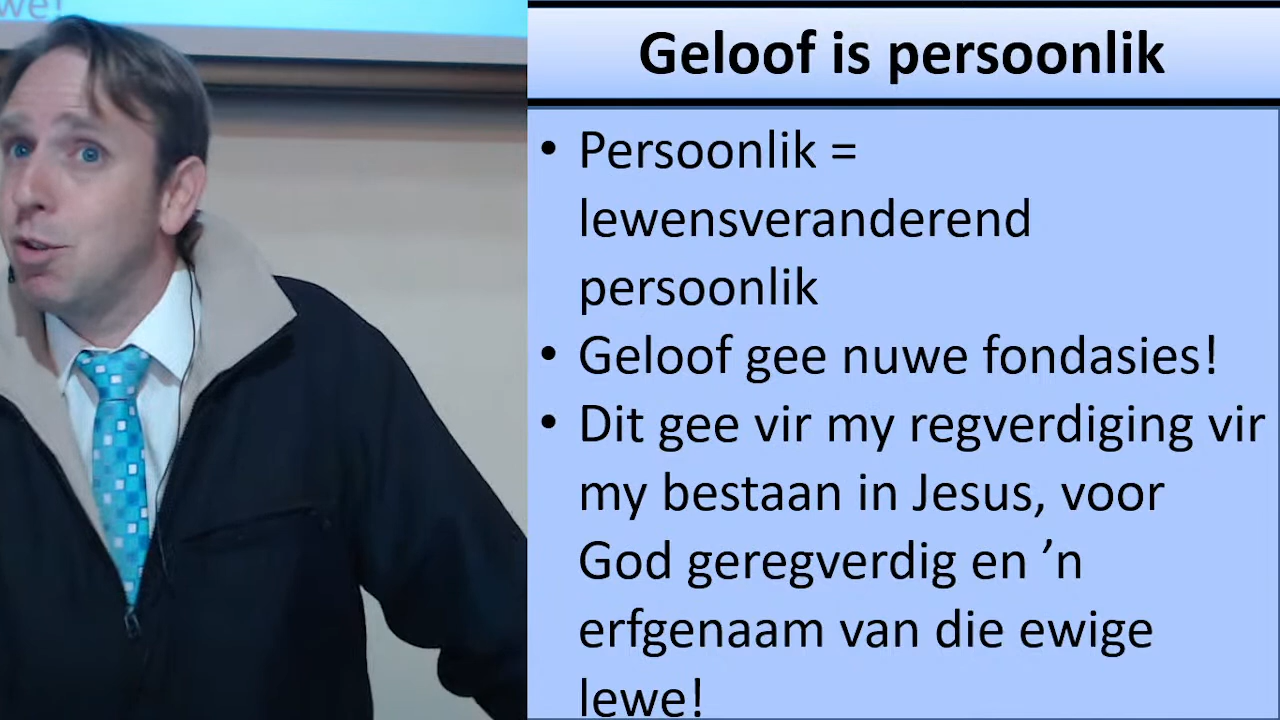 we!
Geloof is persoonlik
• Persoonlik =
lewensveranderend
persoonlik
• Geloof gee nuwe fondasies!
• Dit gee vir my regverdiging vir
my bestaan in Jesus, voor
God geregverdig en ’n
erfgenaam van die ewige
lewe!